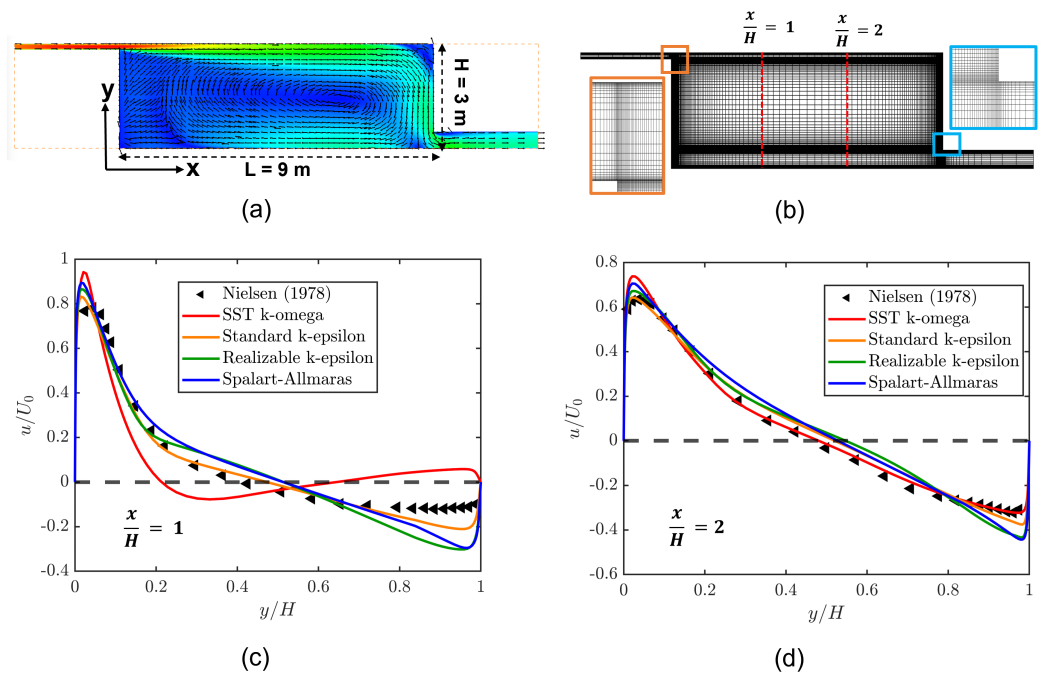 y
x
L = 9 m
H = 3 m
(a)
x/H = 1
x/H = 2
(b)
1
0.8
0.6
0.4
0.2
0
-0.2
-0.4
u/U0
Nielsen (1978)
SST k-omega
Standard k-epsilon
Realizable k-epsilon
Spalart-Allmaras
x/H = 1
0 0.2 0.4 0.6 0.8 1
y/H
(c)
0.8
0.6
0.4
0.2
0
-0.2
-0.4
-0.6
u/U0
Nielsen (1978)
SST k-omega
Standard k-epsilon
Realizable k-epsilon
Spalart-Allmaras
x/H = 2
0 0.2 0.4 0.6 0.8 1
y/H
(d)